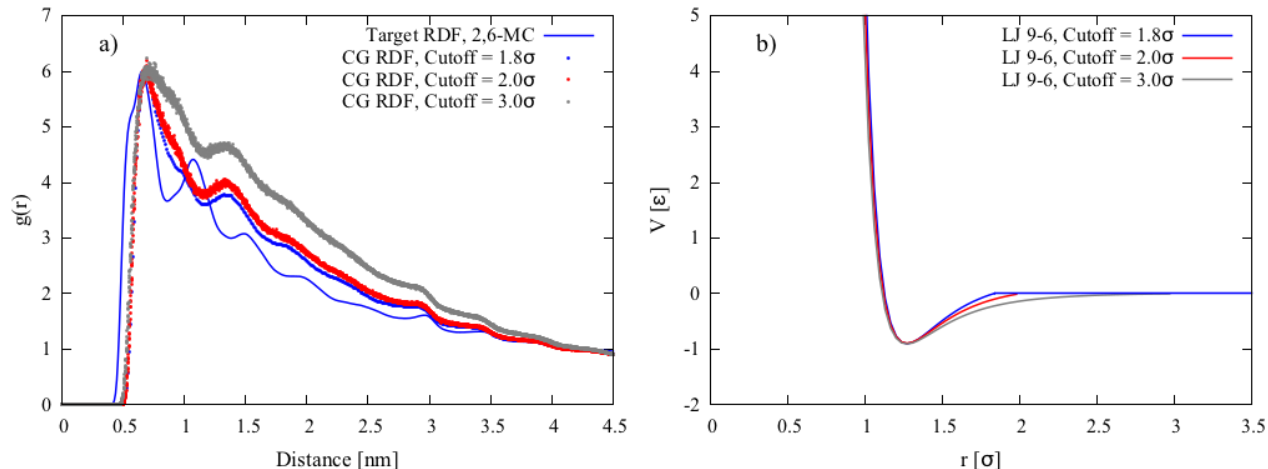 a)
Target RDF, 2,6-MC
CG RDF, Cutoff = 1.8σ
CG RDF, Cutoff = 2.0σ
CG RDF, Cutoff = 3.0σ
g(r)
7
6
5
4
3
2
1
0
0 0.5 1 1.5 2 2.5 3 3.5 4 4.5
Distance [nm]
b)
LJ 9-6, Cutoff = 1.8σ
LJ 9-6, Cutoff = 2.0σ
LJ 9-6, Cutoff = 3.0σ
V [ε]
5
4
3
2
1
0
-1
-2
0 0.5 1 1.5 2 2.5 3 3.5
r [σ]